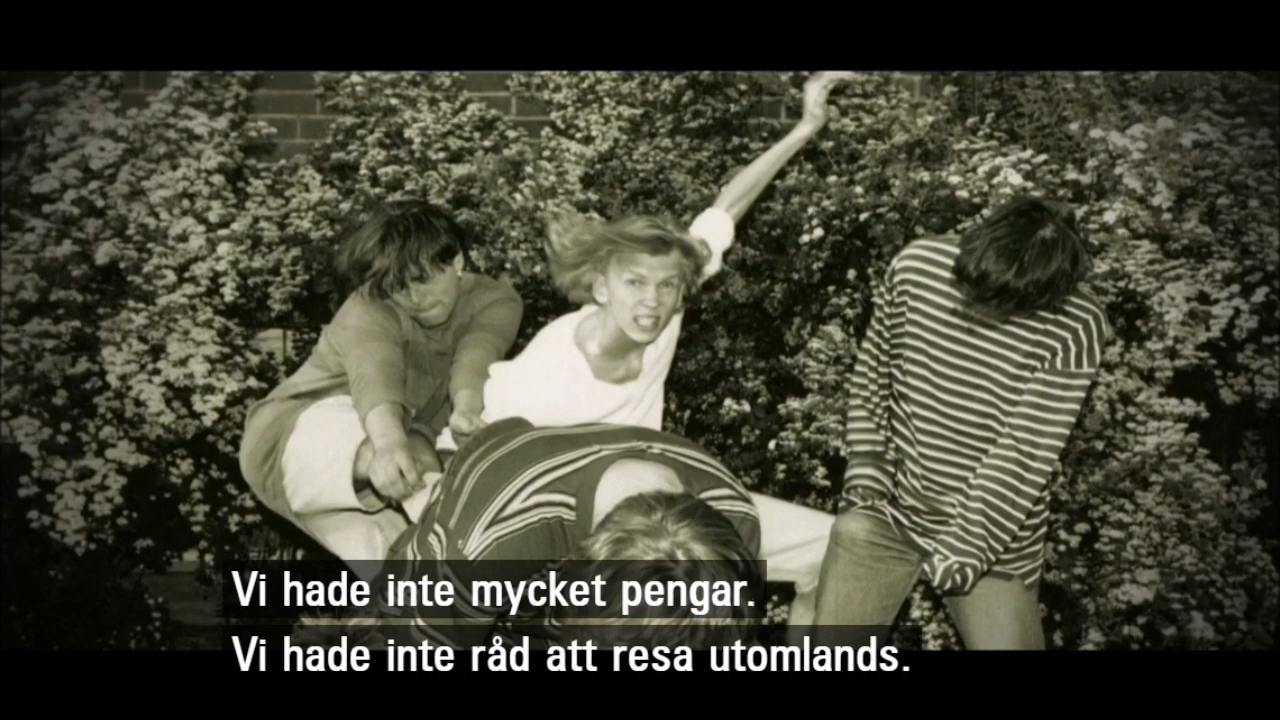 Vi hade inte mycket pengar.
Vi hade inte råd att resa utomlands.